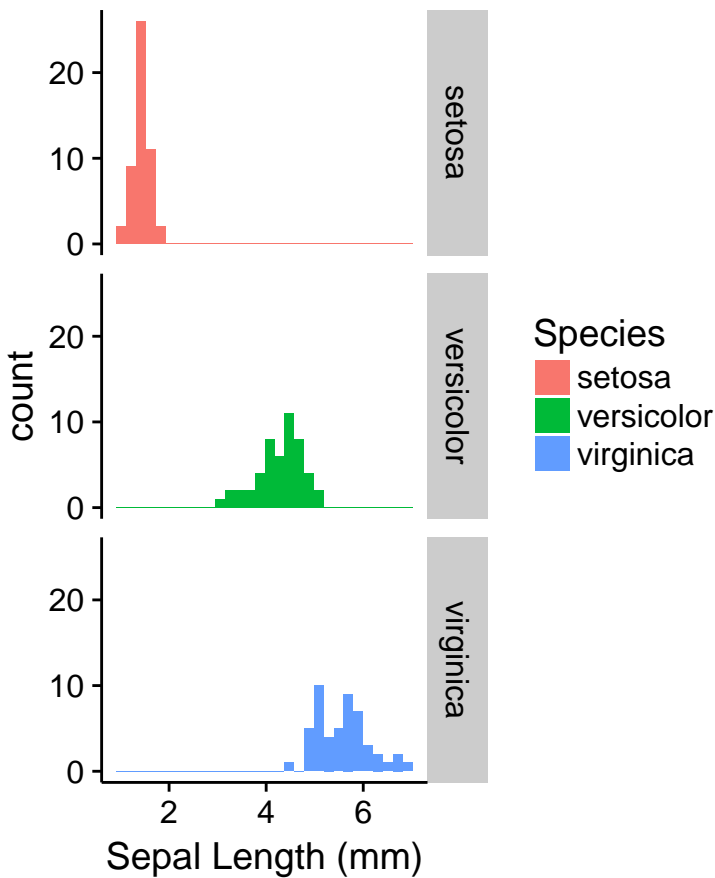 20
10
0
setosa
20
10
0
versicolor
20
10
0
virginica
count
2 4 6
Sepal Length (mm)
Species
setosa
versicolor
virginica